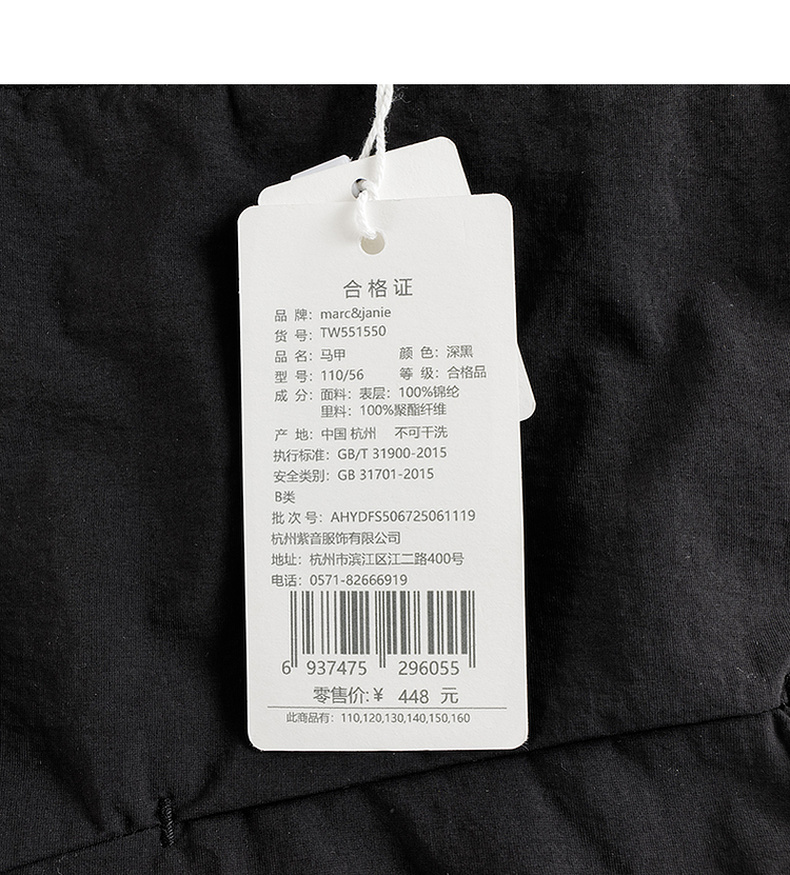 合格证
品 牌：marc&janie
货 号：TW551550
品 名：马甲 颜 色：深黑
型 号：110/56 等 级：合格品
成 分：面料：表层：100%锦纶
里料：100%聚酯纤维
产 地：中国 杭州 不可干洗
执行标准：GB/T 31900-2015
安全类别：GB 31701-2015
B类
批 次 号：AHYDFS506725061119
杭州紫音服饰有限公司
地址：杭州市滨江区江二路400号
电话：0571-82666919
6 937475 296055
零售价:¥ 448 元
此商品有：110,120,130,140,150,160